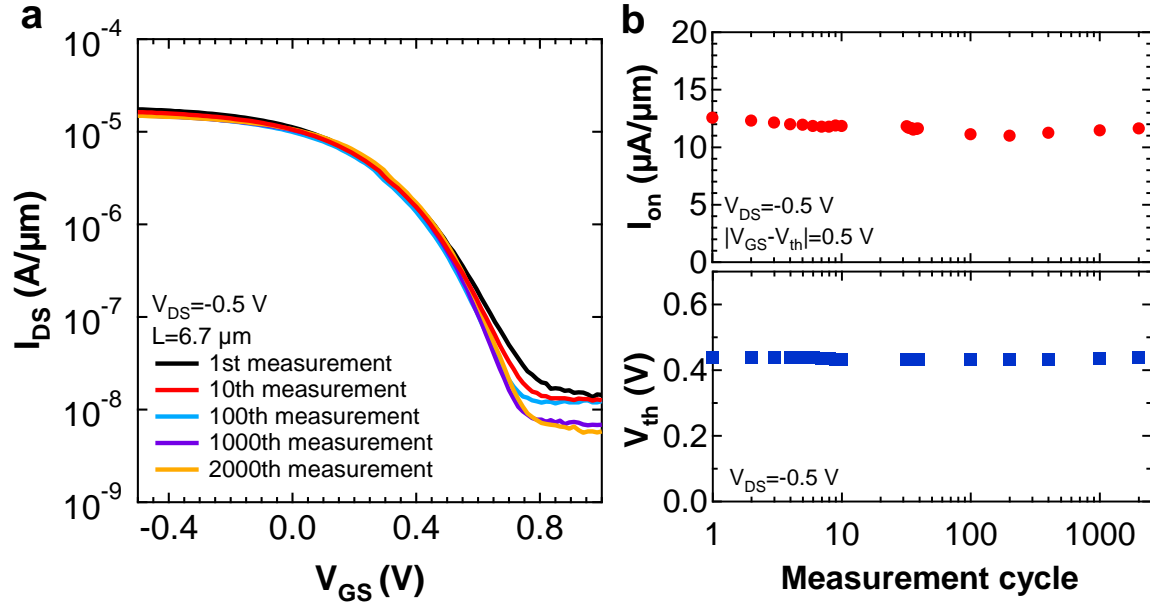 a
10⁻⁴
10⁻⁵
10⁻⁶
10⁻⁷
10⁻⁸
10⁻⁹
I_DS (A/µm)
V_DS=-0.5 V
L=6.7 µm
1st measurement
10th measurement
100th measurement
1000th measurement
2000th measurement
-0.4 0.0 0.4 0.8
V_GS (V)
b
20
15
10
5
0
I_on (µA/µm)
V_DS=-0.5 V
|V_GS-V_th|=0.5 V
0.6
0.4
0.2
0.0
V_th (V)
V_DS=-0.5 V
1 10 100 1000
Measurement cycle